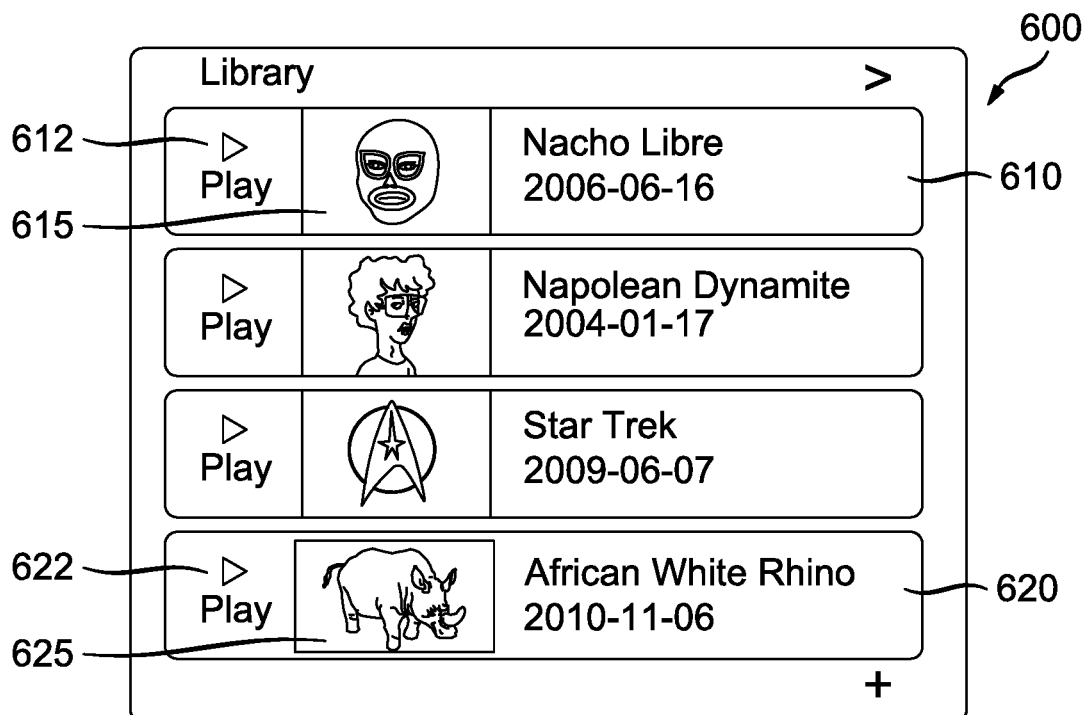 600
Library >
612
Play
Nacho Libre
2006-06-16
610
615
Play
Napolean Dynamite
2004-01-17
Play
Star Trek
2009-06-07
622
Play
African White Rhino
2010-11-06
620
625
+